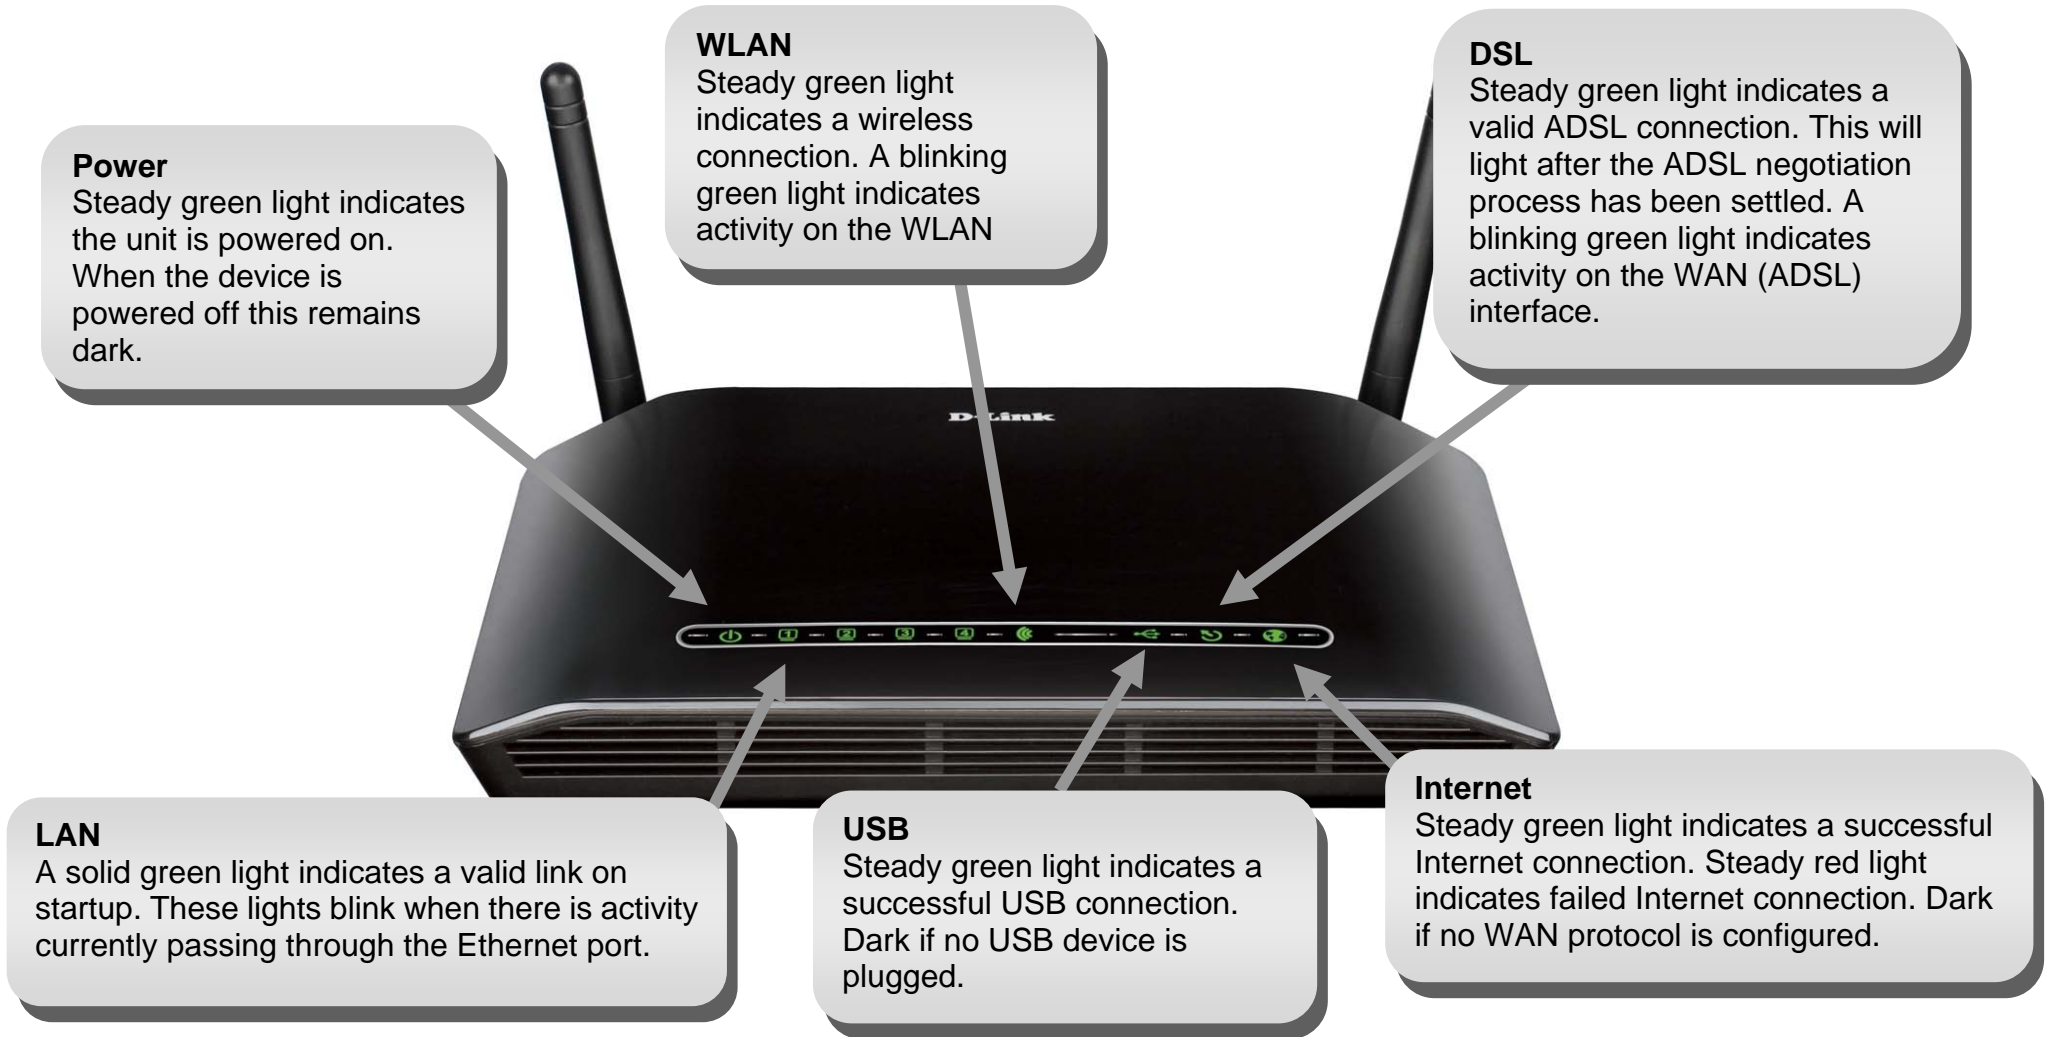 WLAN
Steady green light
indicates a wireless
connection. A blinking
green light indicates
activity on the WLAN
DSL
Steady green light indicates a
valid ADSL connection. This will
light after the ADSL negotiation
process has been settled. A
blinking green light indicates
activity on the WAN (ADSL)
interface.
Power
Steady green light indicates
the unit is powered on.
When the device is
powered off this remains
dark.
D-Link
1 2 3 4
LAN
A solid green light indicates a valid link on
startup. These lights blink when there is activity
currently passing through the Ethernet port.
USB
Steady green light indicates a
successful USB connection.
Dark if no USB device is
plugged.
Internet
Steady green light indicates a successful
Internet connection. Steady red light
indicates failed Internet connection. Dark
if no WAN protocol is configured.